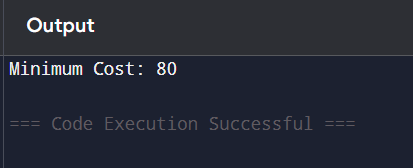 Output
Minimum Cost: 80
=== Code Execution Successful ===